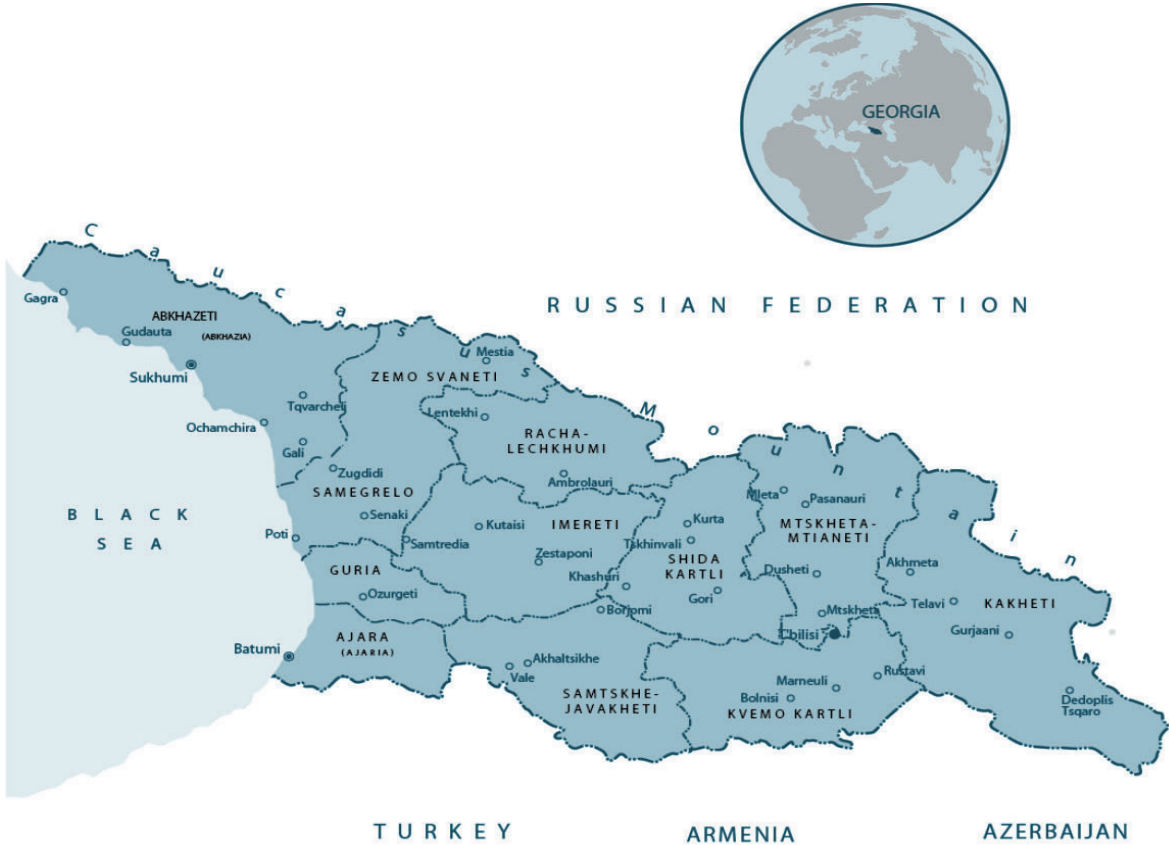 GEORGIA
Caucasus Mountain
RUSSIAN FEDERATION
Gagra
ABKHAZETI
(ABKHAZIA)
Gudauta
Sukhumi
Mestia
ZEMO SVANETI
Tqvarcheli
Lentekhi
Ochamchira
RACHA-
LECHKHUMI
Gali
Zugdidi
Ambrolauri
SAMEGRELO
Mleta
Pasanauri
BLACK
SEA
Senaki
Kutaisi
IMERETI
Kurta
MTSKHETA-
MTIANETI
Poti
Samtredia
Tskhinvali
Zestaponi
SHIDA
KARTLI
GURIA
Khashuri
Dusheti
Akhmeta
Ozurgeti
Gori
Telavi
KAKHETI
Borjomi
Mtskheta
AJARA
(AJARIA)
Tbilisi
Gurjaani
Batumi
Akhaltsikhe
Vale
Rustavi
SAMTSKHE-
JAVAKHETI
Marneuli
Bolnisi
KVEMO KARTLI
Dedoplis
Tsqaro
TURKEY
ARMENIA
AZERBAIJAN